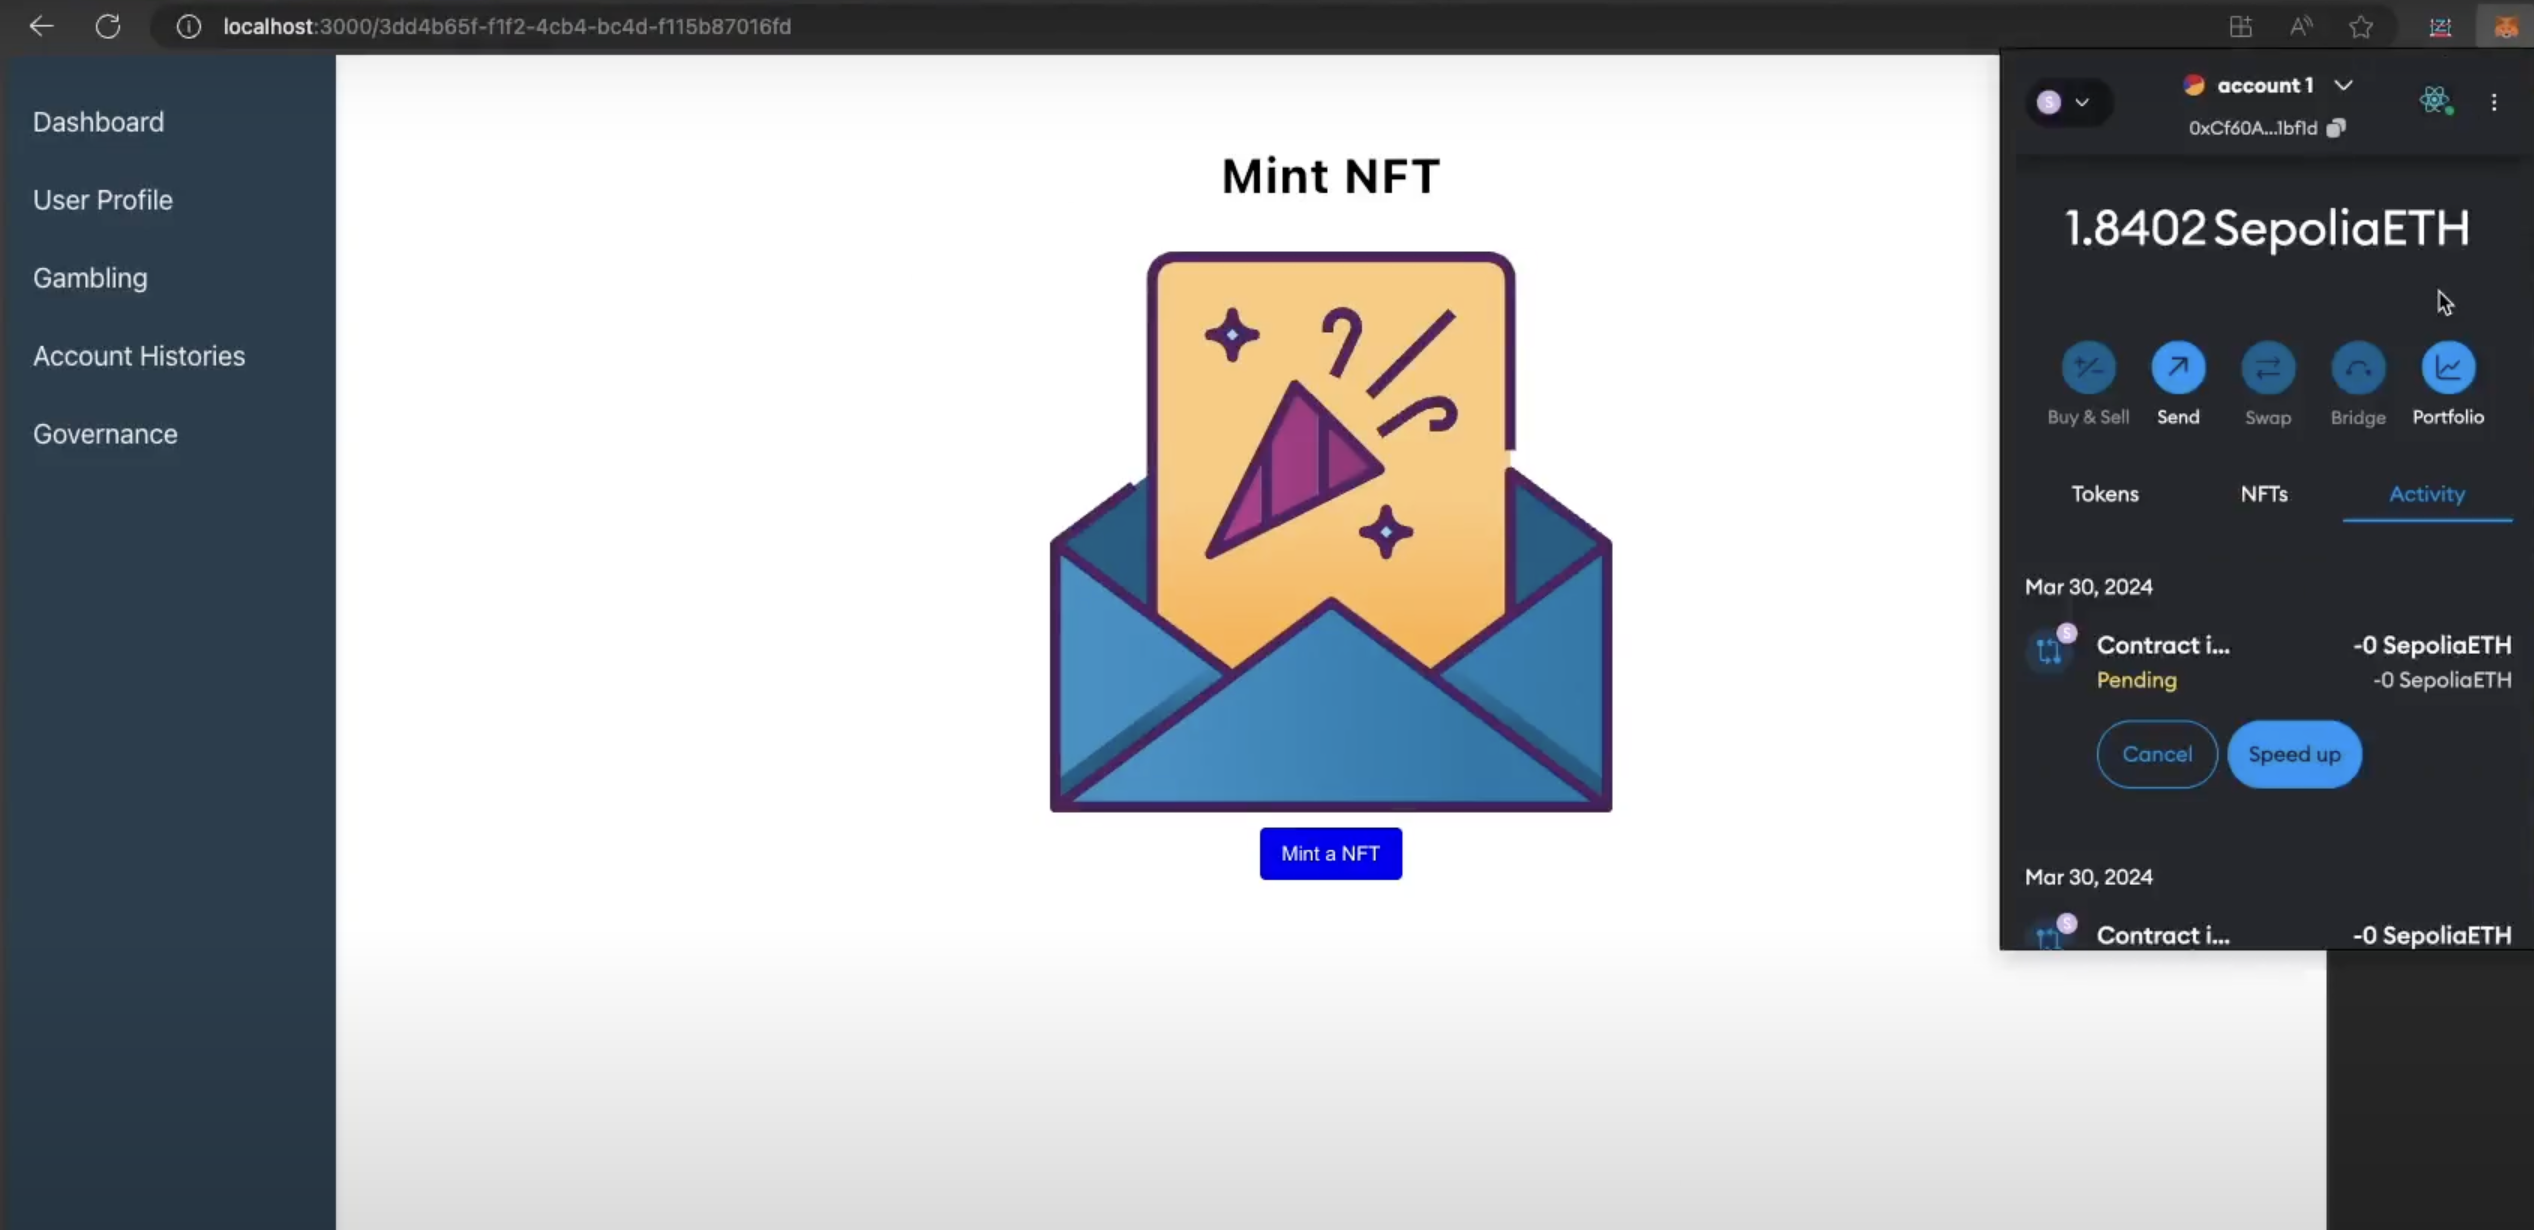 localhost:3000/3dd4b65f-f1f2-4cb4-bc4d-f115b87016fd
Dashboard
User Profile
Gambling
Account Histories
Governance
Mint NFT
Mint a NFT
S
account 1
0xCf60A...1bf1d
1.8402 SepoliaETH
Buy & Sell
Send
Swap
Bridge
Portfolio
Tokens
NFTs
Activity
Mar 30, 2024
S
Contract i...
-0 SepoliaETH
Pending
-0 SepoliaETH
Cancel
Speed up
Mar 30, 2024
S
Contract i...
-0 SepoliaETH